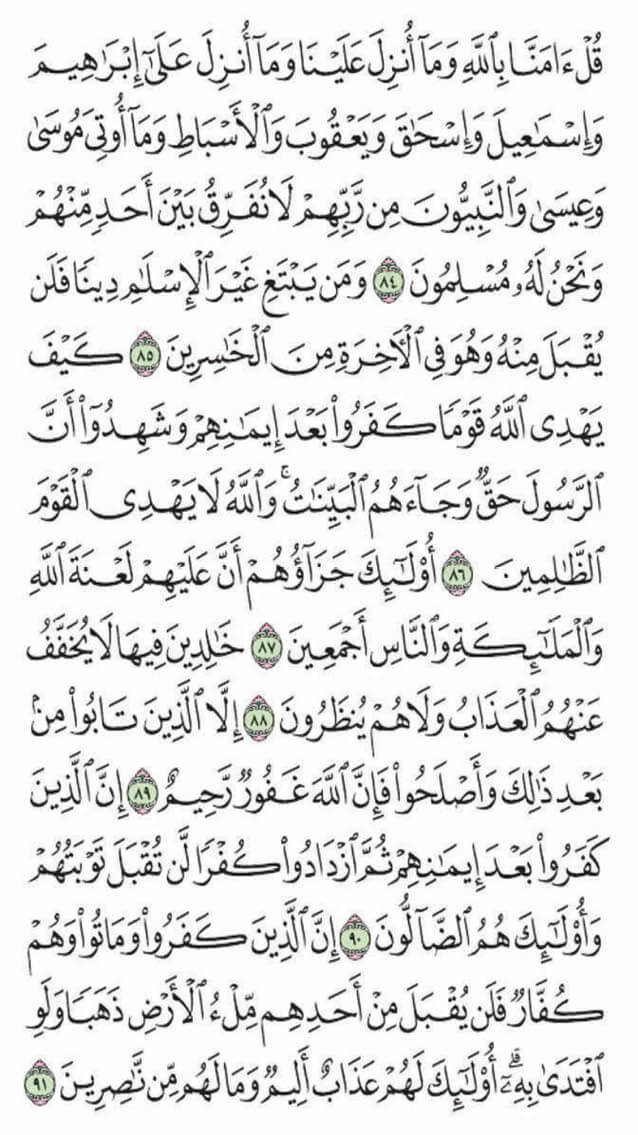 قُلْ ءَامَنَّا بِٱللَّهِ وَمَآ أُنزِلَ عَلَيْنَا وَمَآ أُنزِلَ عَلَىٰٓ إِبْرَٰهِيمَ
وَإِسْمَٰعِيلَ وَإِسْحَٰقَ وَيَعْقُوبَ وَٱلْأَسْبَاطِ وَمَآ أُوتِىَ مُوسَىٰ
وَعِيسَىٰ وَٱلنَّبِيُّونَ مِن رَّبِّهِمْ لَا نُفَرِّقُ بَيْنَ أَحَدٍ مِّنْهُمْ
وَنَحْنُ لَهُۥ مُسْلِمُونَ ٨٤ وَمَن يَبْتَغِ غَيْرَ ٱلْإِسْلَٰمِ دِينًا فَلَن
يُقْبَلَ مِنْهُ وَهُوَ فِى ٱلْأَخِرَةِ مِنَ ٱلْخَٰسِرِينَ ٨٥ كَيْفَ
يَهْدِى ٱللَّهُ قَوْمًا كَفَرُوا۟ بَعْدَ إِيمَٰنِهِمْ وَشَهِدُوٓا۟ أَنَّ
ٱلرَّسُولَ حَقٌّ وَجَآءَهُمُ ٱلْبَيِّنَٰتُ ۚ وَٱللَّهُ لَا يَهْدِى ٱلْقَوْمَ
ٱلظَّٰلِمِينَ ٨٦ أُو۟لَٰٓئِكَ جَزَآؤُهُمْ أَنَّ عَلَيْهِمْ لَعْنَةَ ٱللَّهِ
وَٱلْمَلَٰٓئِكَةِ وَٱلنَّاسِ أَجْمَعِينَ ٨٧ خَٰلِدِينَ فِيهَا لَا يُخَفَّفُ
عَنْهُمُ ٱلْعَذَابُ وَلَا هُمْ يُنظَرُونَ ٨٨ إِلَّا ٱلَّذِينَ تَابُوا۟ مِنۢ
بَعْدِ ذَٰلِكَ وَأَصْلَحُوا۟ فَإِنَّ ٱللَّهَ غَفُورٌ رَّحِيمٌ ٨٩ إِنَّ ٱلَّذِينَ
كَفَرُوا۟ بَعْدَ إِيمَٰنِهِمْ ثُمَّ ٱزْدَادُوا۟ كُفْرًا لَّن تُقْبَلَ تَوْبَتُهُمْ
وَأُو۟لَٰٓئِكَ هُمُ ٱلضَّآلُّونَ ٩٠ إِنَّ ٱلَّذِينَ كَفَرُوا۟ وَمَاتُوا۟ وَهُمْ
كُفَّارٌ فَلَن يُقْبَلَ مِنْ أَحَدِهِم مِّلْءُ ٱلْأَرْضِ ذَهَبًا وَلَوِ
ٱفْتَدَىٰ بِهِۦٓ ۗ أُو۟لَٰٓئِكَ لَهُمْ عَذَابٌ أَلِيمٌ وَمَا لَهُم مِّن نَّٰصِرِينَ ٩١